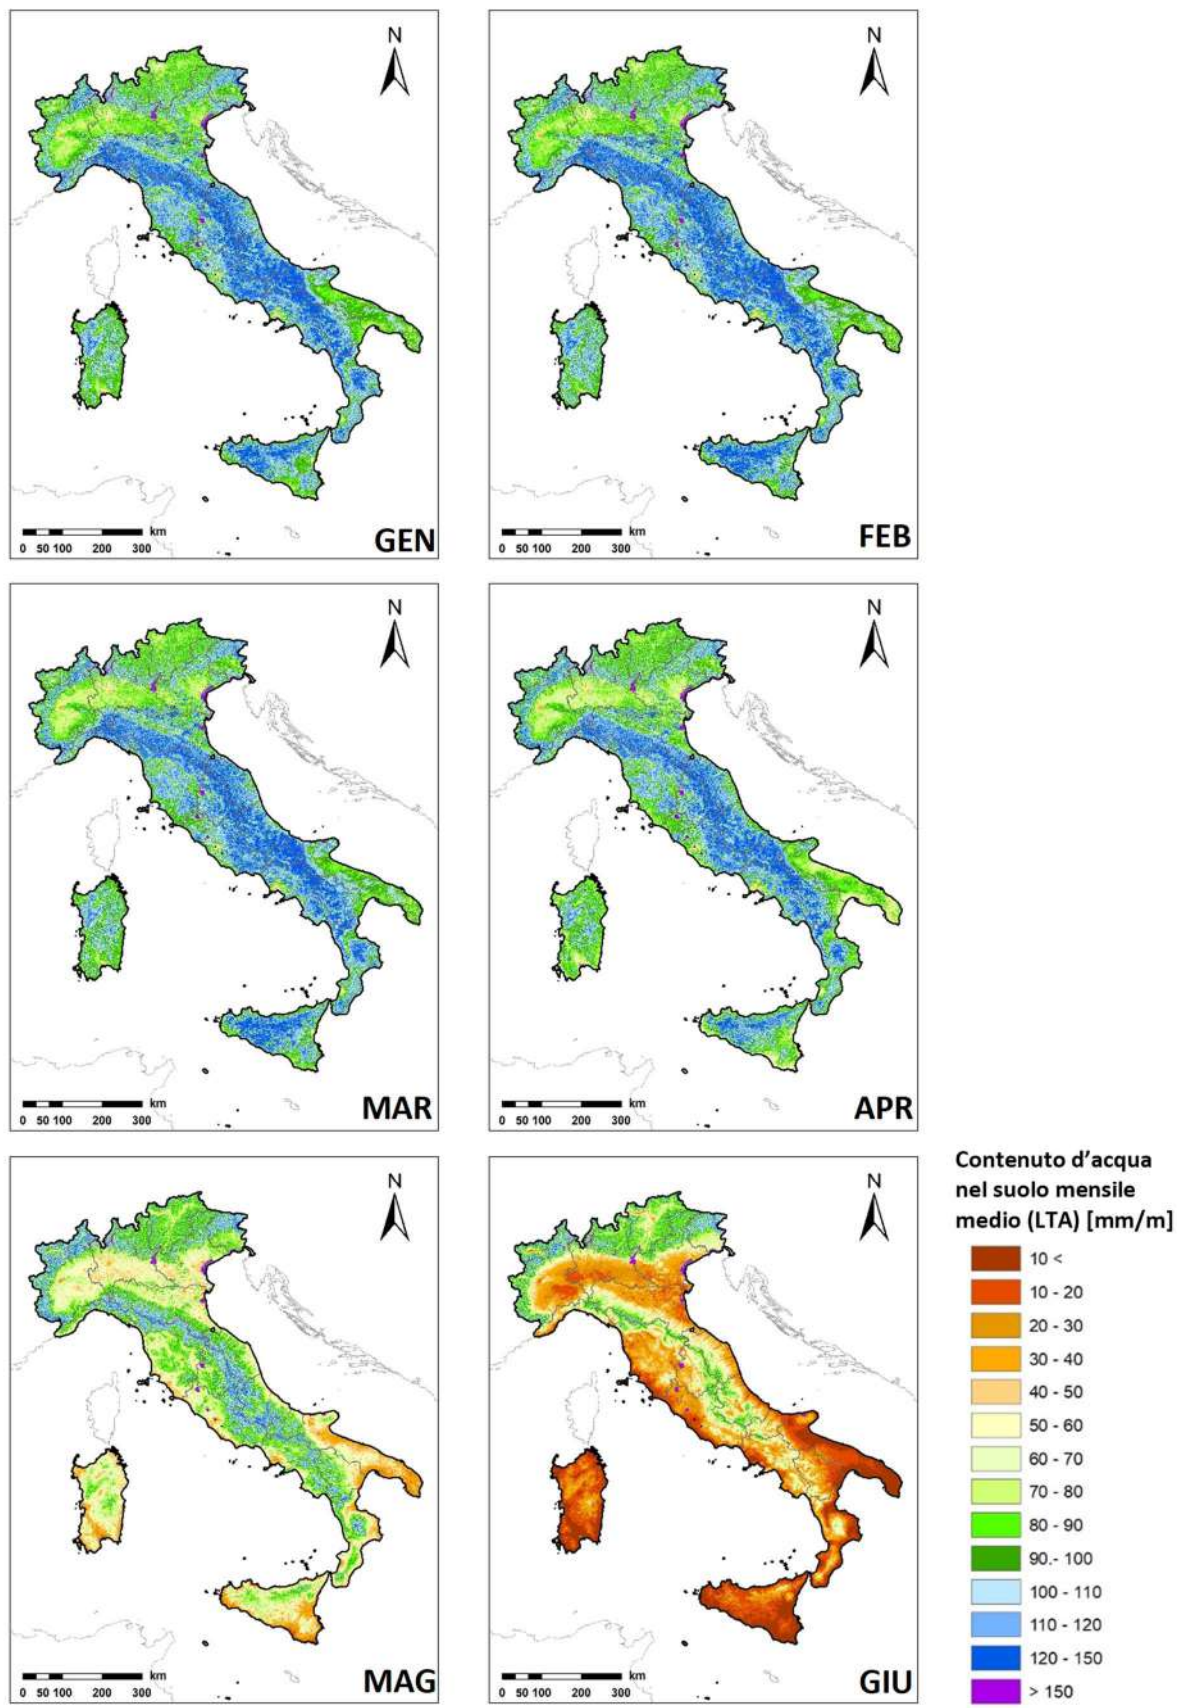 N
N
km
0 50 100 200 300
GEN
km
0 50 100 200 300
FEB
N
N
km
0 50 100 200 300
MAR
km
0 50 100 200 300
APR
N
N
km
0 50 100 200 300
MAG
km
0 50 100 200 300
GIU
Contenuto d'acqua
nel suolo mensile
medio (LTA) [mm/m]
10 <
10 - 20
20 - 30
30 - 40
40 - 50
50 - 60
60 - 70
70 - 80
80 - 90
90.- 100
100 - 110
110 - 120
120 - 150
> 150